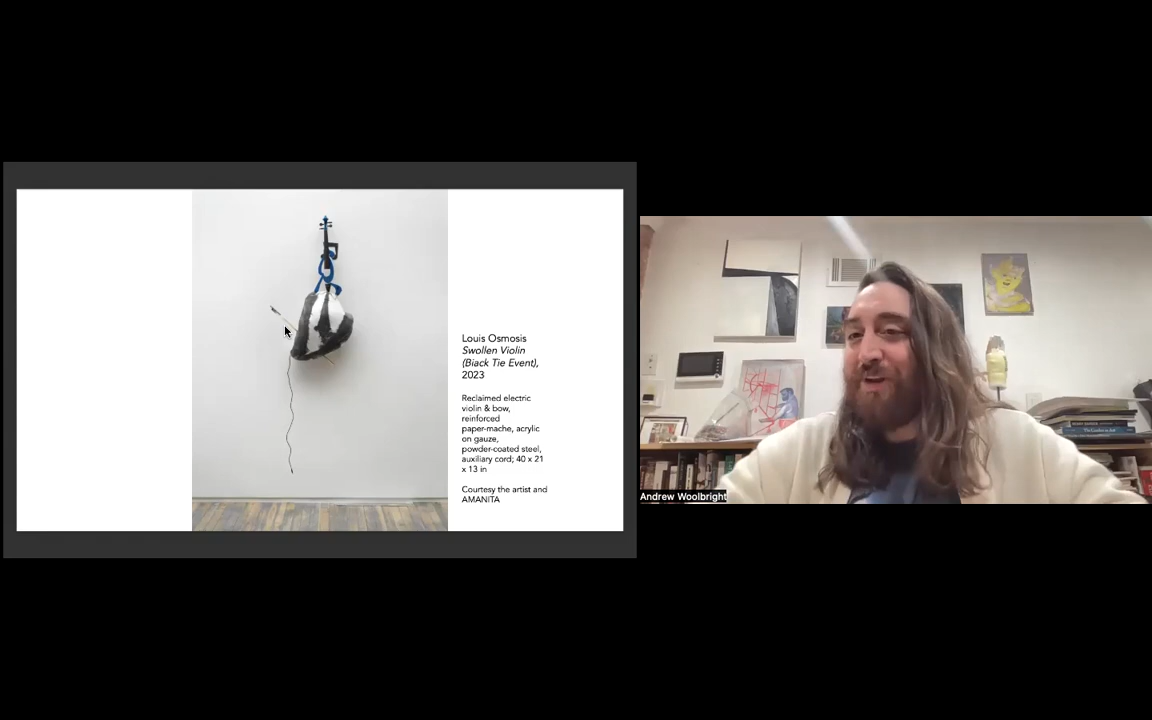 Louis Osmosis
Swollen Violin
(Black Tie Event),
2023
Reclaimed electric
violin & bow,
reinforced
paper-mache, acrylic
on gauze,
powder-coated steel,
auxiliary cord; 40 x 21
x 13 in
Courtesy the artist and
AMANITA
Andrew Woolbright